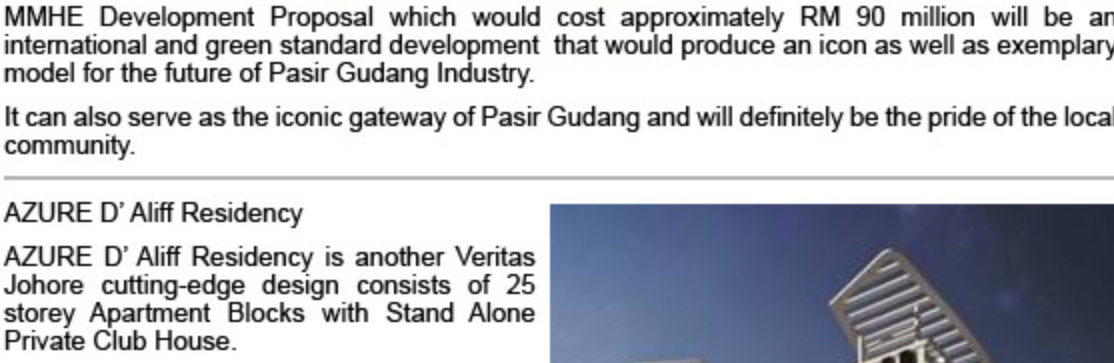 MMHE Development Proposal which would cost approximately RM 90 million will be an
international and green standard development that would produce an icon as well as exemplary
model for the future of Pasir Gudang Industry.
It can also serve as the iconic gateway of Pasir Gudang and will definitely be the pride of the local
community.
AZURE D' Aliff Residency
AZURE D' Aliff Residency is another Veritas
Johore cutting-edge design consists of 25
storey Apartment Blocks with Stand Alone
Private Club House.